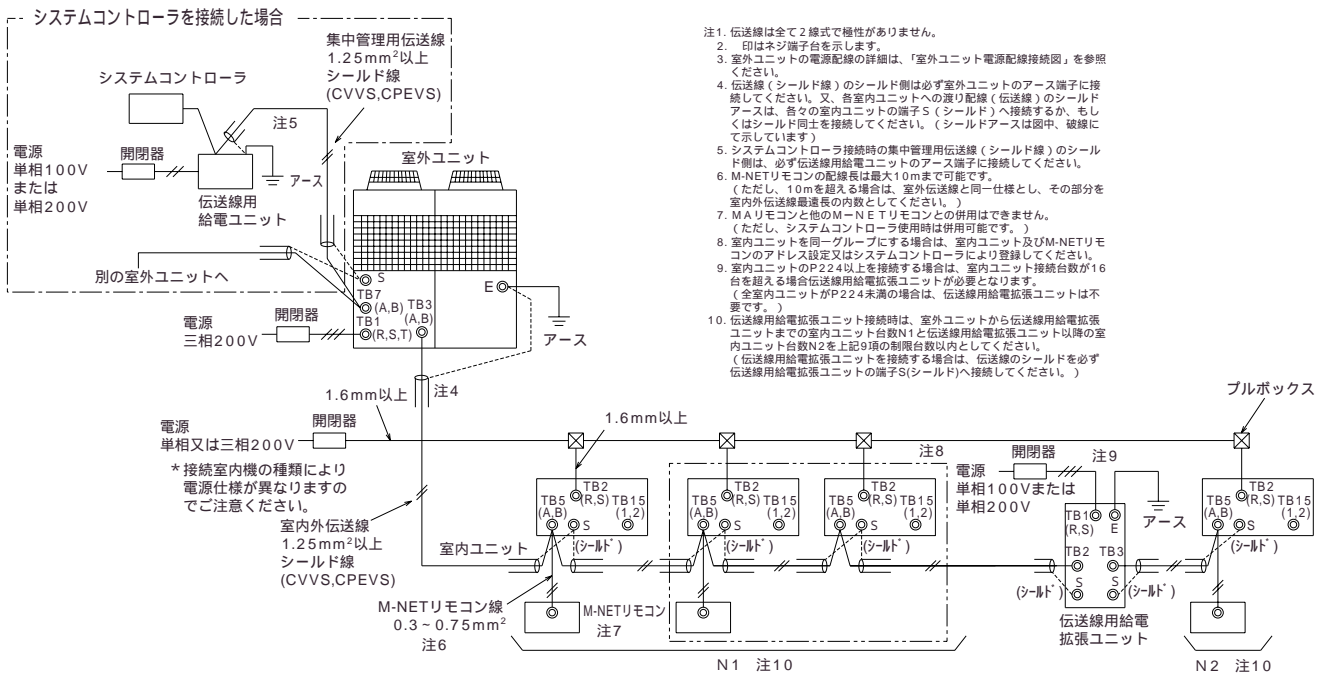 システムコントローラを接続した場合
集中管理用伝送線
1.25mm²以上
シールド線
(CVVS,CPEVS)
システムコントローラ
注5
電源
単相100V
または
単相200V
開閉器
アース
伝送線用
給電ユニット
室外ユニット
別の室外ユニットへ
S
TB7
(A,B)
TB3
(A,B)
TB1
(R,S,T)
E
アース
電源
三相200V
開閉器
注4
注1. 伝送線は全て2線式で極性がありません。
2. 印はネジ端子台を示します。
3. 室外ユニットの電源配線の詳細は、「室外ユニット電源配線接続図」を参照
ください。
4. 伝送線(シールド線)のシールド側は必ず室外ユニットのアース端子に接
続してください。又、各室内ユニットへの渡り配線(伝送線)のシールド
アースは、各々の室内ユニットの端子S(シールド)へ接続するか、もし
くはシールド同士を接続してください。(シールドアースは図中、破線に
て示しています)
5. システムコントローラ接続時の集中管理用伝送線(シールド線)のシール
ド側は、必ず伝送線用給電ユニットのアース端子に接続してください。
6. M-NETリモコンの配線長は最大10mまで可能です。
(ただし、10mを超える場合は、室外伝送線と同一仕様とし、その部分を
室内外伝送線最遠長の内数としてください。)
7. MAリモコンと他のM-NETリモコンとの併用はできません。
(ただし、システムコントローラ使用時は併用可能です。)
8. 室内ユニットを同一グループにする場合は、室内ユニット及びM-NETリモ
コンのアドレス設定又はシステムコントローラにより登録してください。
9. 室内ユニットのP224以上を接続する場合は、室内ユニット接続台数が16
台を超える場合伝送線用給電拡張ユニットが必要となります。
(全室内ユニットがP224未満の場合は、伝送線用給電拡張ユニットは不
要です。)
10. 伝送線用給電拡張ユニット接続時は、室外ユニットから伝送線用給電拡張
ユニットまでの室内ユニット台数N1と伝送線用給電拡張ユニット以降の室
内ユニット台数N2を上記9項の制限台数以内としてください。
(伝送線用給電拡張ユニットを接続する場合は、伝送線のシールドを必ず
伝送線用給電拡張ユニットの端子S(シールド)へ接続してください。)
1.6mm以上
1.6mm以上
プルボックス
電源
単相又は三相200V
開閉器
*接続室内機の種類により
電源仕様が異なりますの
でご注意ください。
室内外伝送線
1.25mm²以上
シールド線
(CVVS,CPEVS)
室内ユニット
TB2
TB5 (R,S) TB15
(A,B) (1,2)
S
(シールド)
TB2
TB5 (R,S) TB15
(A,B) (1,2)
S
(シールド)
TB2
TB5 (R,S) TB15
(A,B) (1,2)
S
(シールド)
注8
電源
単相100Vまたは
単相200V
開閉器
注9
アース
TB1
(R,S) E
TB2 TB3
S S
(シールド)
(シールド)
伝送線用給電
拡張ユニット
TB2
TB5 (R,S) TB15
(A,B) (1,2)
S
(シールド)
M-NETリモコン線
0.3~0.75mm²
注6
M-NETリモコン
注7
N1 注10
N2 注10